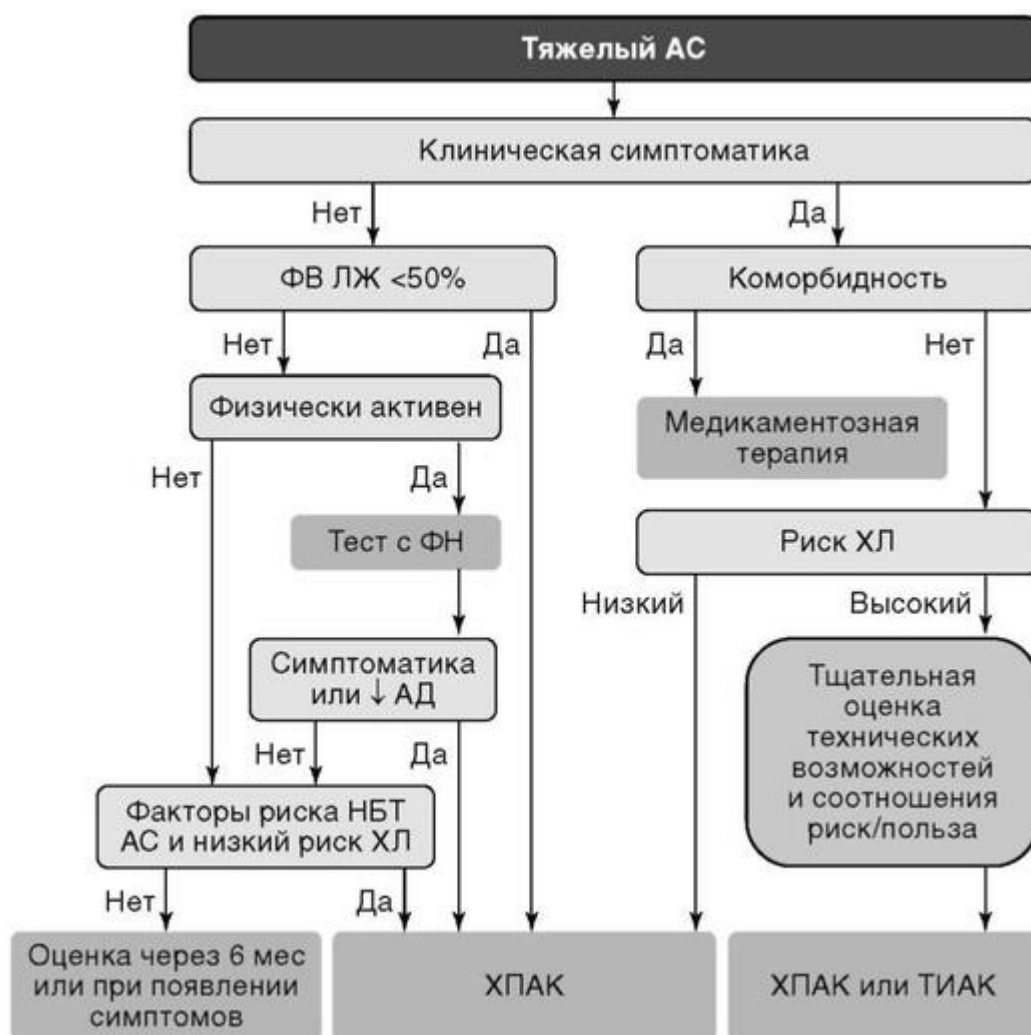 Тяжелый АС
Клиническая симптоматика
Нет
Да
ФВ ЛЖ <50%
Коморбидность
Нет
Да
Да
Нет
Физически активен
Медикаментозная
терапия
Нет
Да
Тест с ФН
Риск ХЛ
Низкий
Высокий
Симптоматика
или ↓ АД
Тщательная
оценка
технических
возможностей
и соотношения
риск/польза
Нет
Да
Факторы риска НБТ
АС и низкий риск ХЛ
Нет
Да
Оценка через 6 мес
или при появлении
симптомов
ХПАК
ХПАК или ТИАК